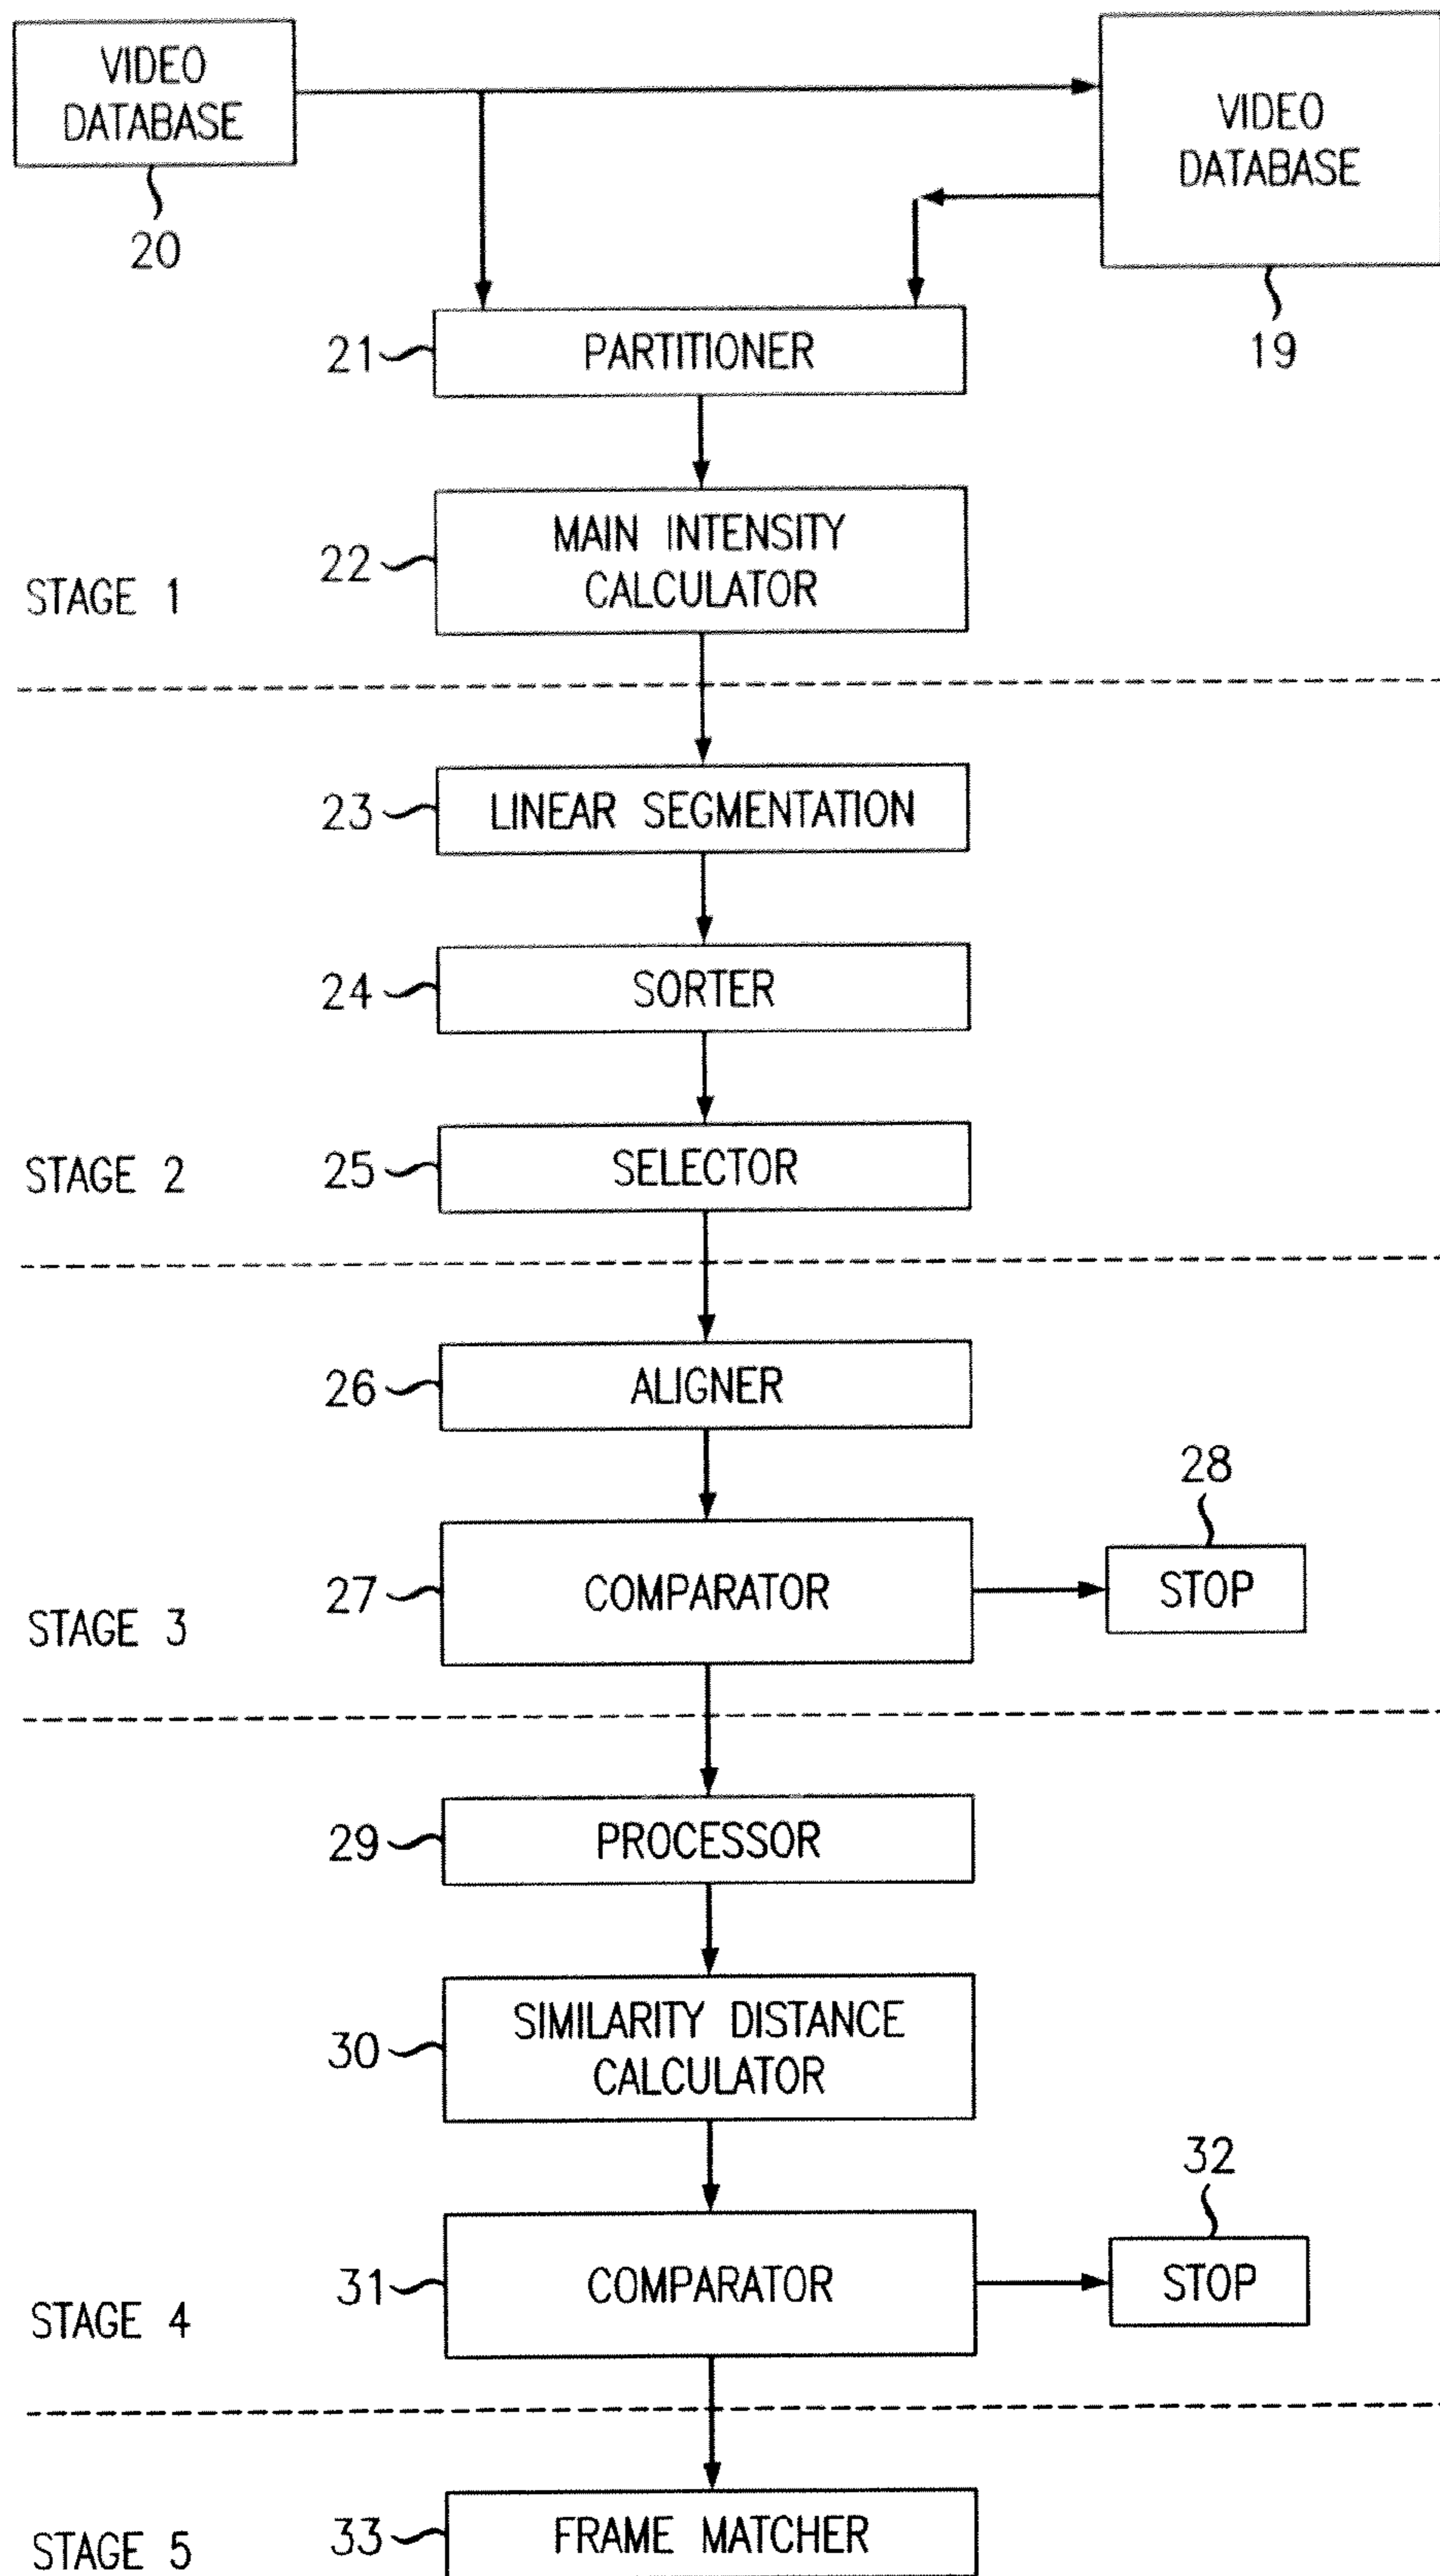 VIDEO
DATABASE
20
VIDEO
DATABASE
19
21
PARTITIONER
22
MAIN INTENSITY
CALCULATOR
STAGE 1
23
LINEAR SEGMENTATION
24
SORTER
25
SELECTOR
STAGE 2
26
ALIGNER
28
27
COMPARATOR
STOP
STAGE 3
29
PROCESSOR
30
SIMILARITY DISTANCE
CALCULATOR
32
31
COMPARATOR
STOP
STAGE 4
33
FRAME MATCHER
STAGE 5